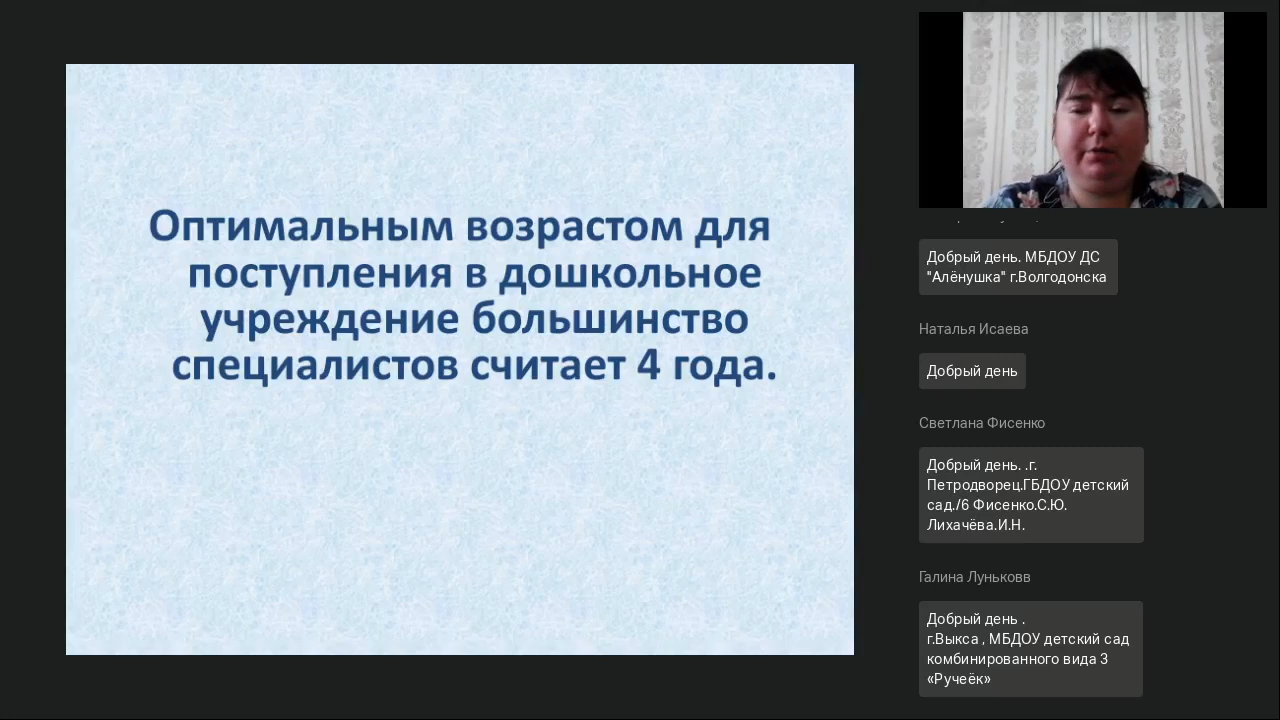 Оптимальным возрастом для
поступления в дошкольное
учреждение большинство
специалистов считает 4 года.
Добрый день. МБДОУ ДС
"Алёнушка" г.Волгодонска
Наталья Исаева
Добрый день
Светлана Фисенко
Добрый день. .г.
Петродворец.ГБДОУ детский
сад./6 Фисенко.С.Ю.
Лихачёва.И.Н.
Галина Луньковв
Добрый день .
г.Выкса , МБДОУ детский сад
комбинированного вида 3
«Ручеёк»